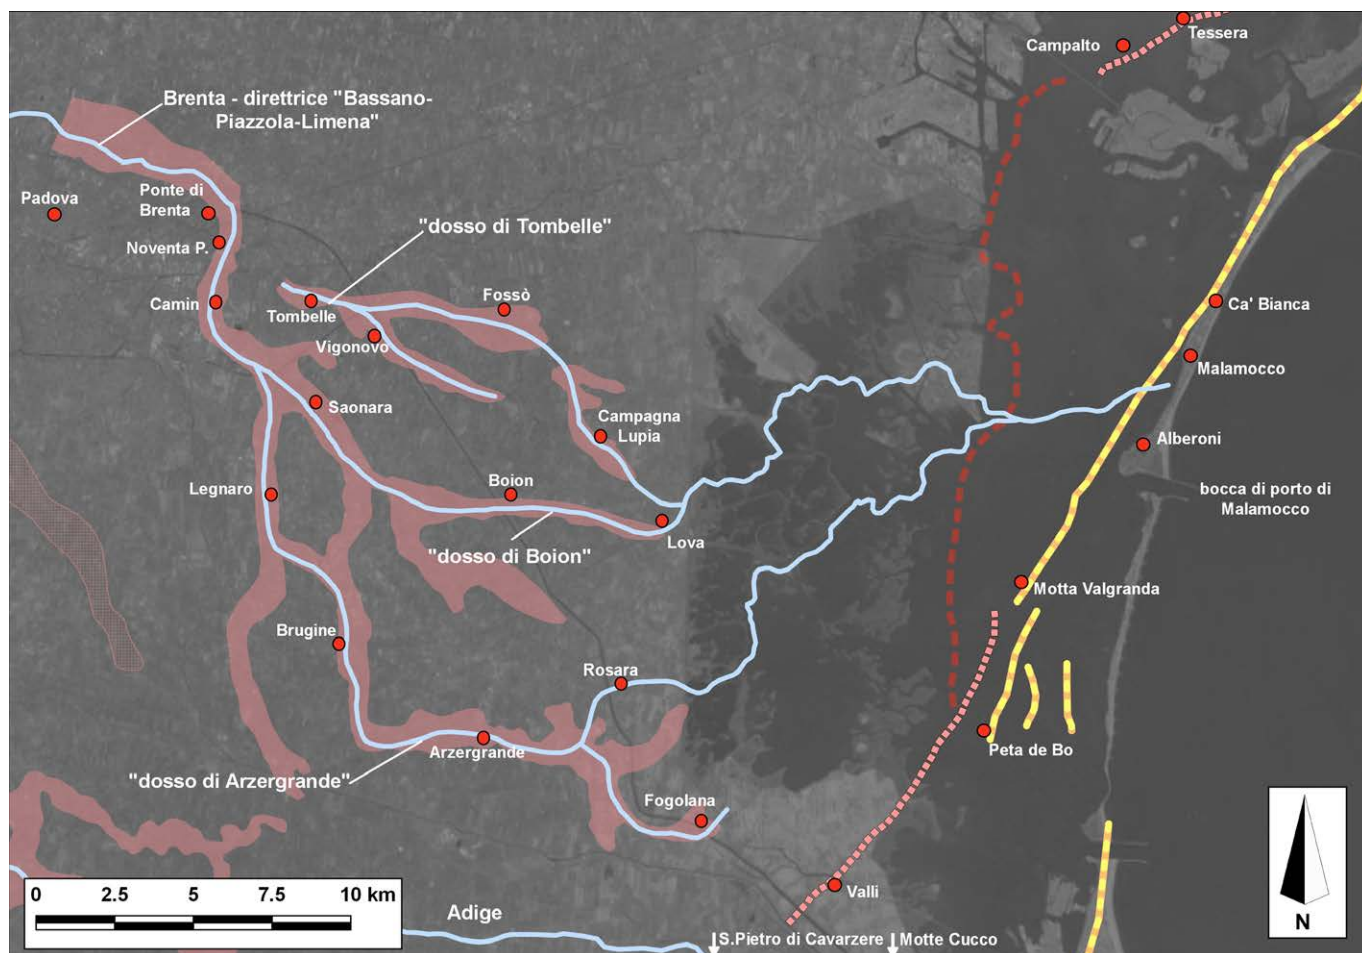 Tessera
Campalto
Brenta - direttrice "Bassano-
Piazzola-Limena"
Padova
Ponte di
Brenta
"dosso di Tombelle"
Noventa P.
Camin
Tombelle
Fossò
Ca' Bianca
Vigonovo
Malamocco
Saonara
Campagna
Lupia
Alberoni
Legnaro
Boion
bocca di porto di
Malamocco
Lova
"dosso di Boion"
Motta Valgranda
Brugine
Rosara
Arzergrande
Peta de Bo
"dosso di Arzergrande"
Fogolana
Valli
0 2.5 5 7.5 10 km
Adige
S.Pietro di Cavarzere
Motte Cucco
N